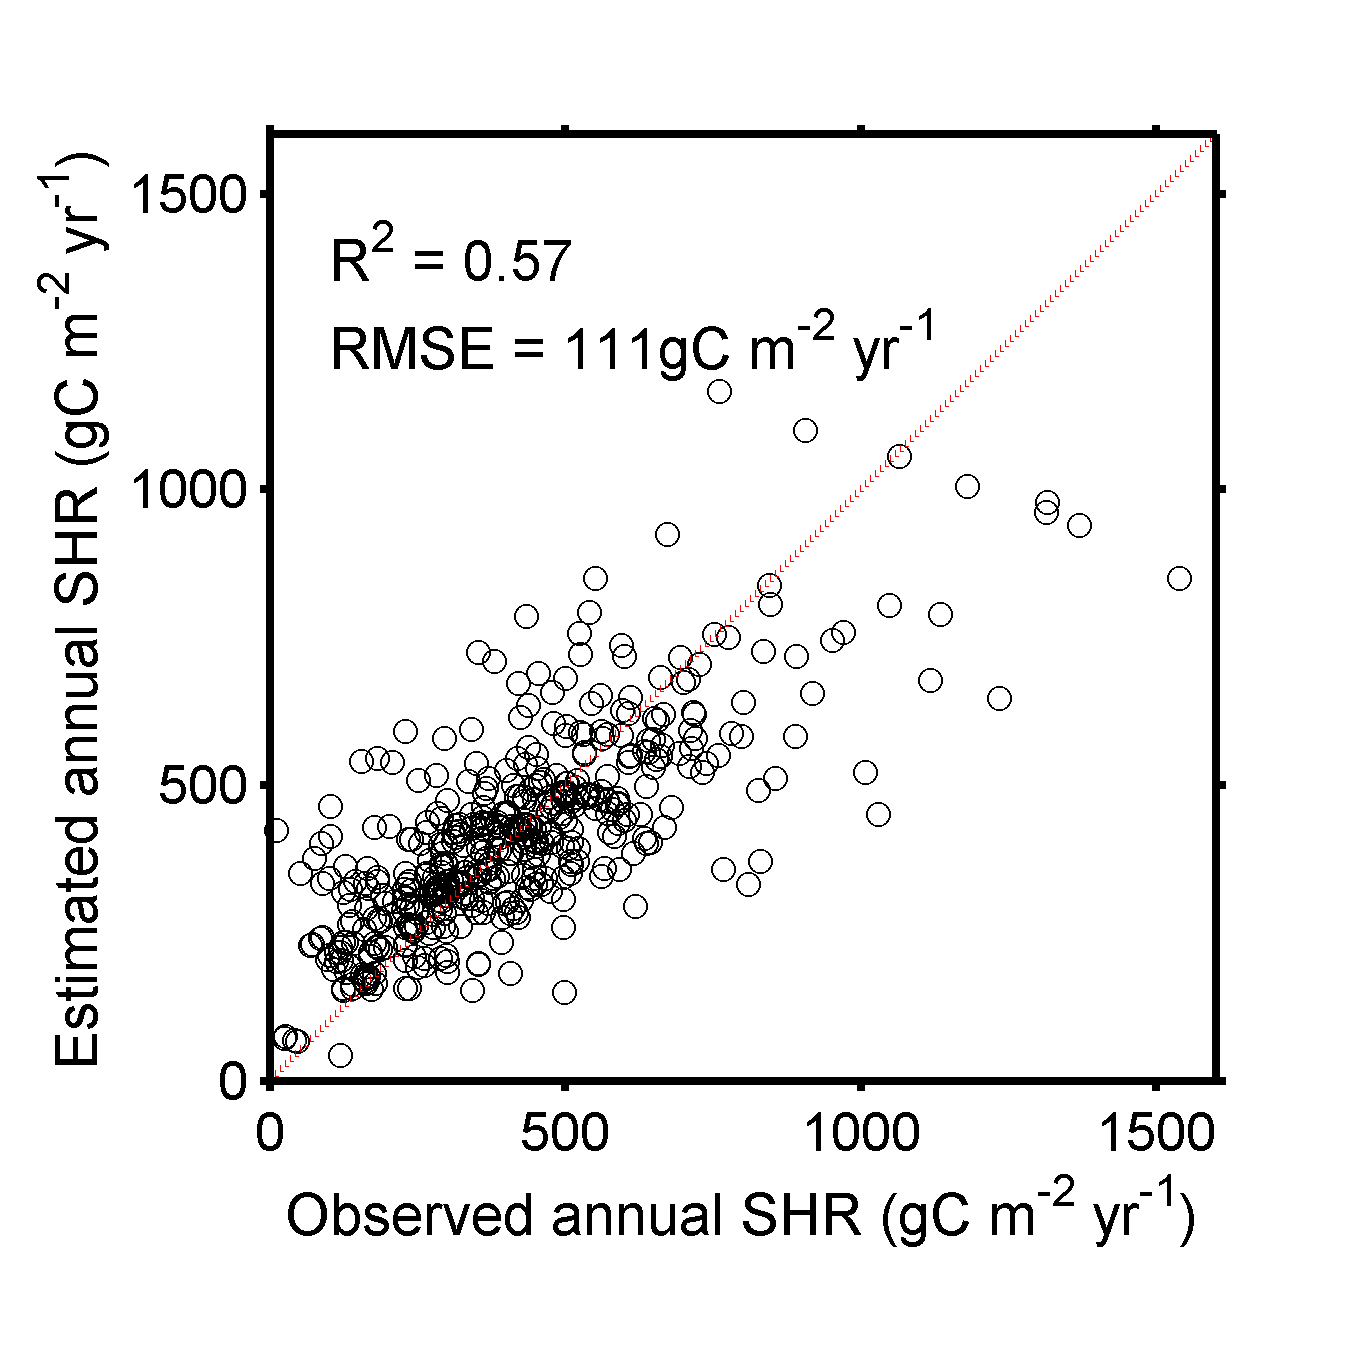 Estimated annual SHR (gC m⁻² yr⁻¹)
1500
1000
500
0
R² = 0.57
RMSE = 111gC m⁻² yr⁻¹
0 500 1000 1500
Observed annual SHR (gC m⁻² yr⁻¹)